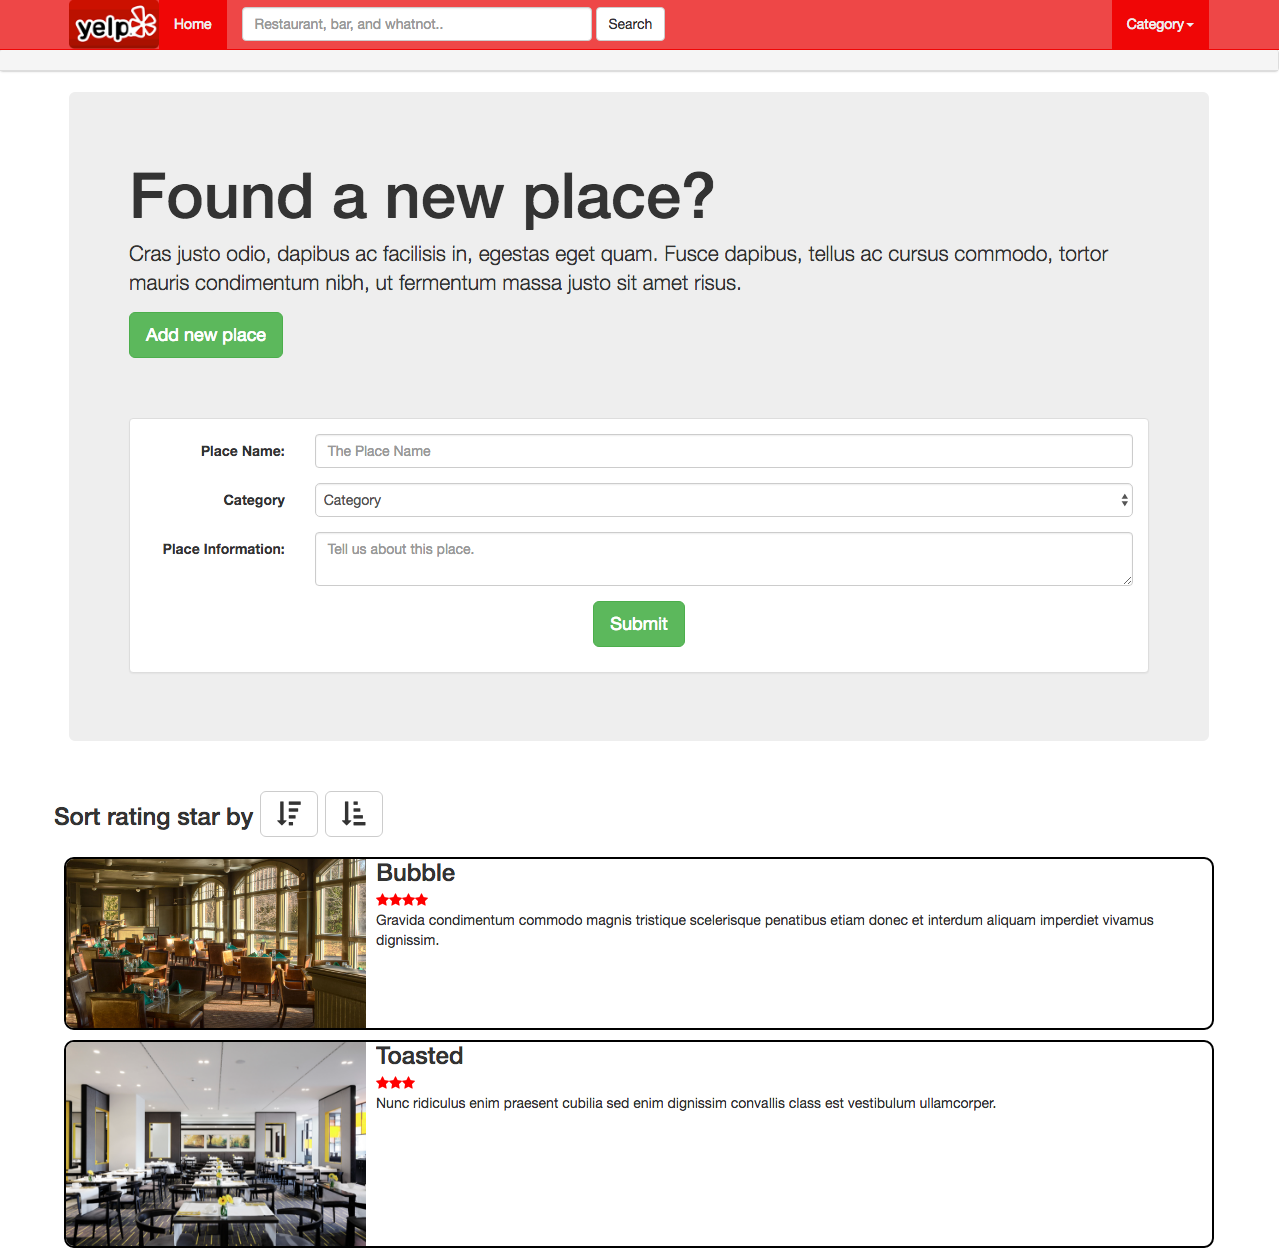 yelp Home Restaurant, bar, and whatnot.. Search Category
Found a new place?
Cras justo odio, dapibus ac facilisis in, egestas eget quam. Fusce dapibus, tellus ac cursus commodo, tortor
mauris condimentum nibh, ut fermentum massa justo sit amet risus.
Add new place
Place Name: The Place Name
Category Category
Place Information: Tell us about this place.
Submit
Sort rating star by
Bubble
Gravida condimentum commodo magnis tristique scelerisque penatibus etiam donec et interdum aliquam imperdiet vivamus
dignissim.
Toasted
Nunc ridiculus enim praesent cubilia sed enim dignissim convallis class est vestibulum ullamcorper.